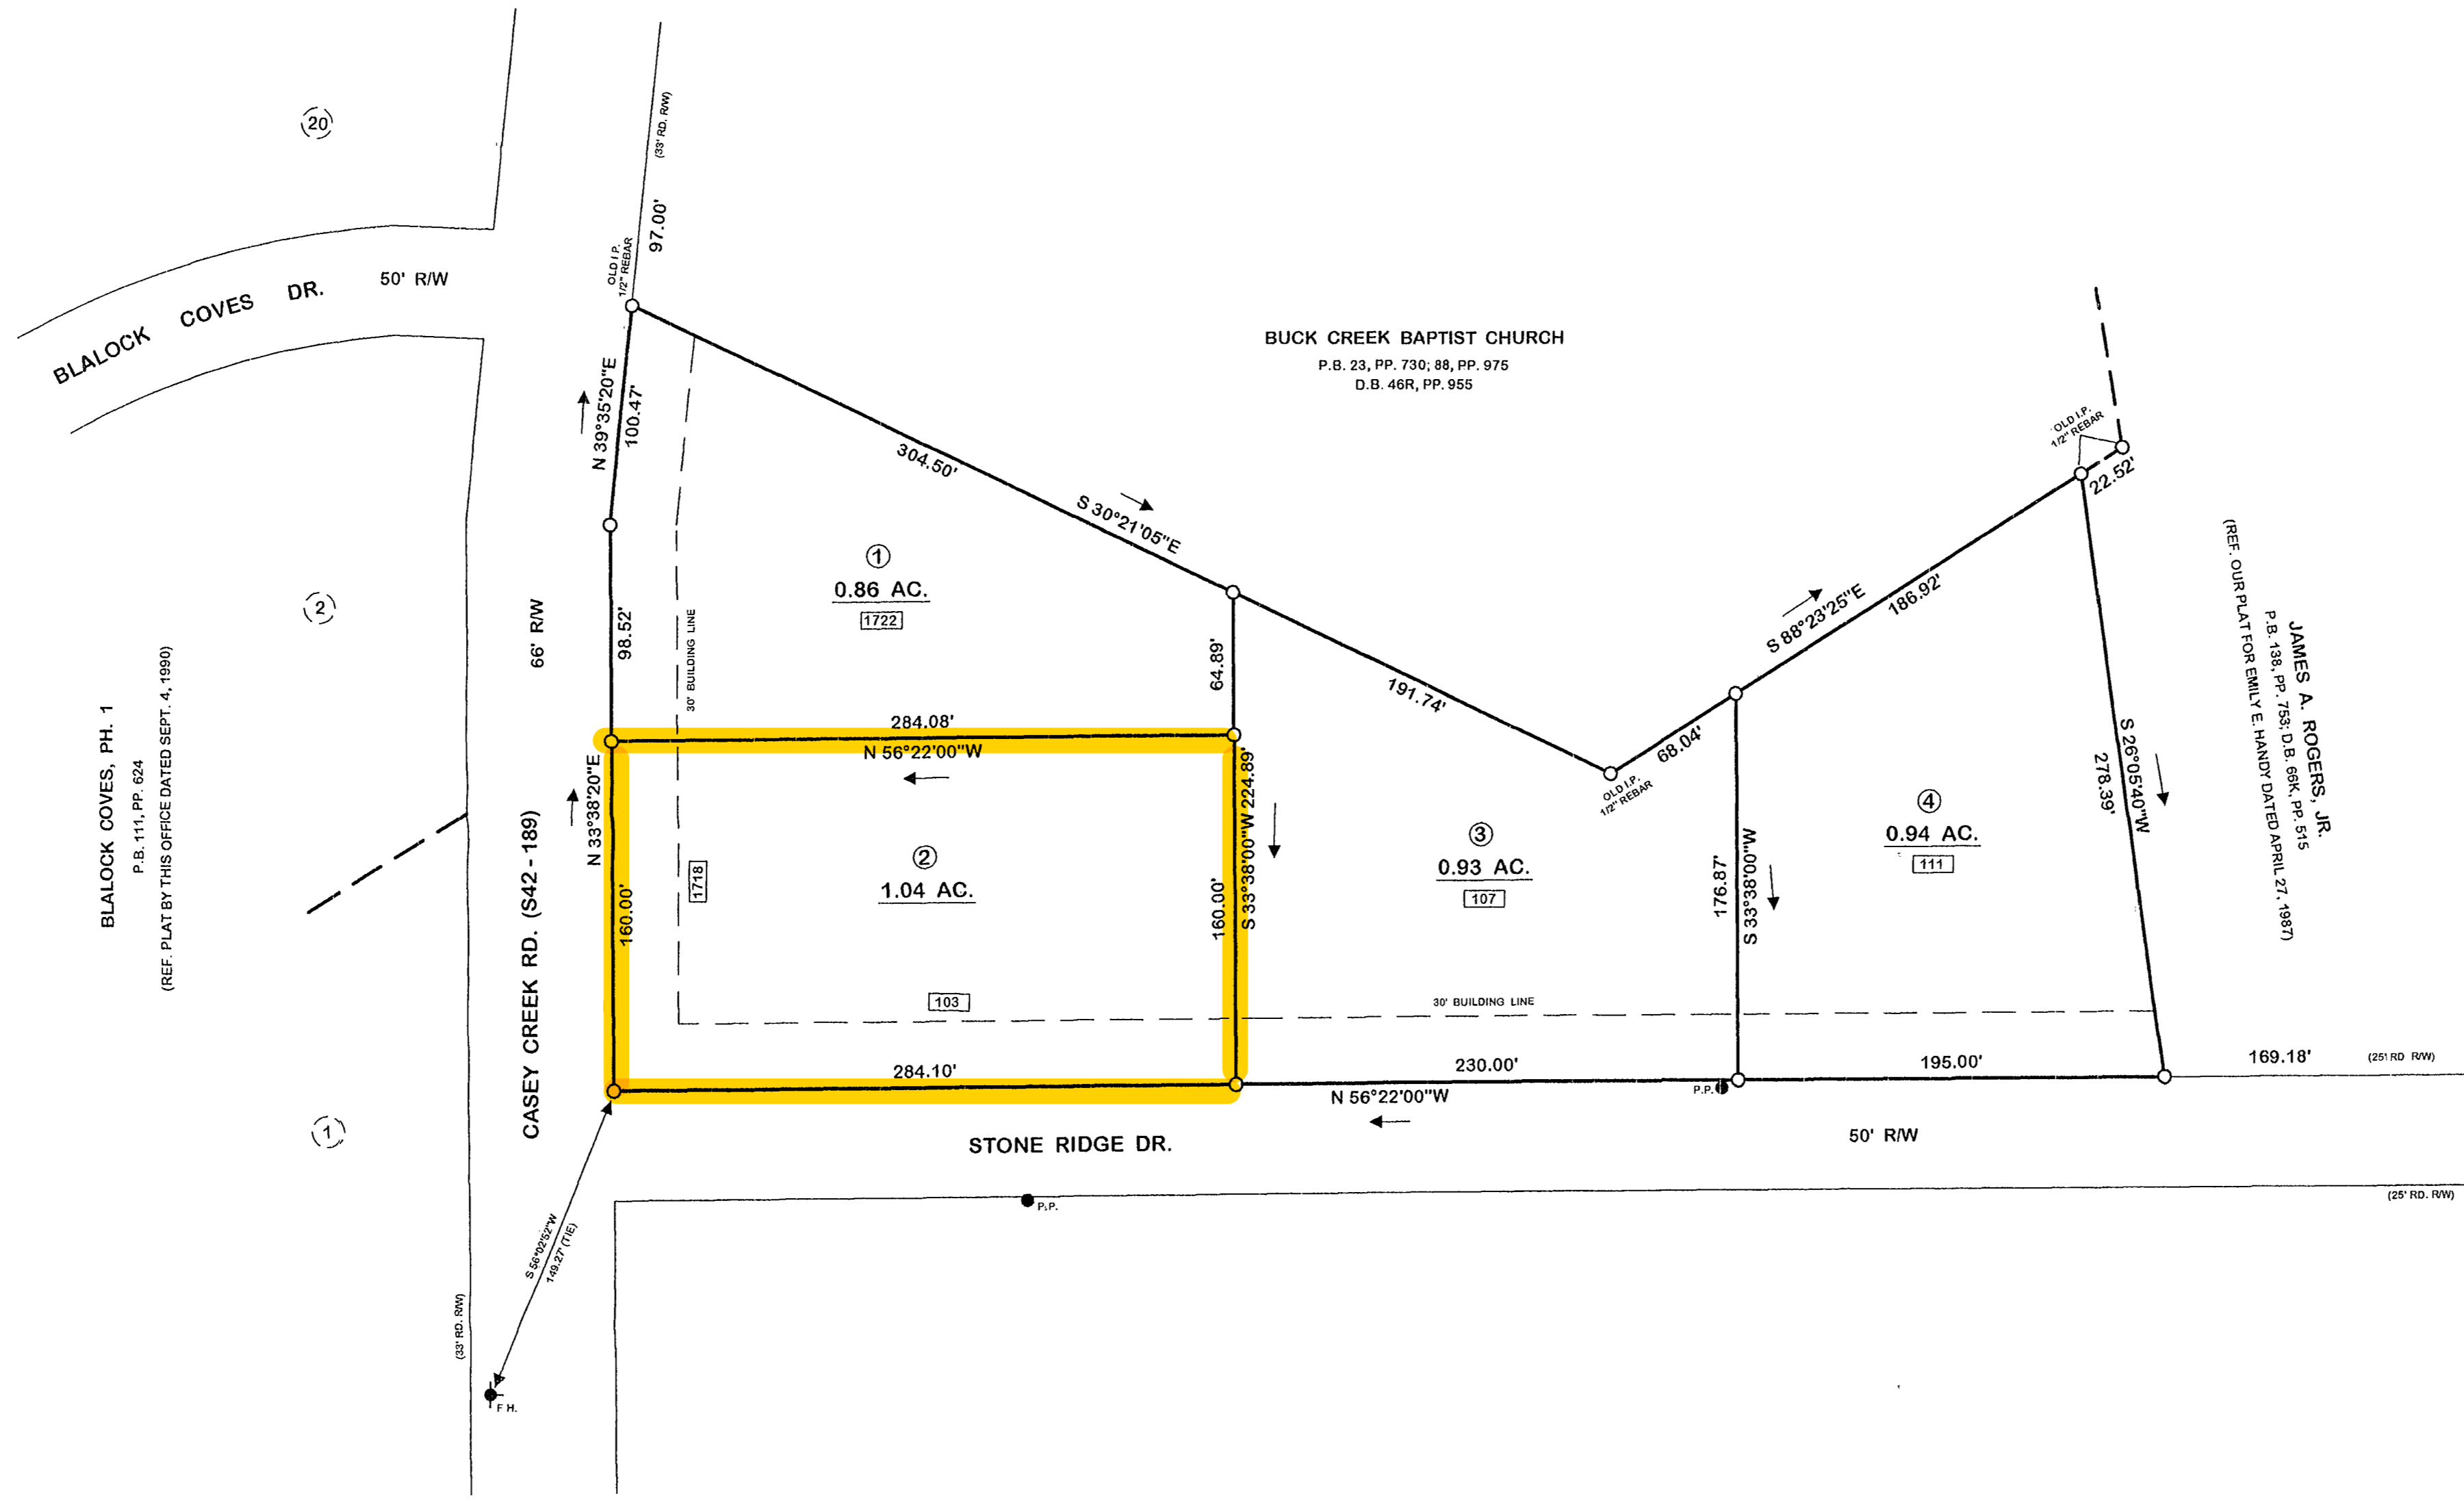 20
(33' RD. R/W)
97.00'
OLD I.P.
1/2" REBAR
BLALOCK COVES DR. 50' R/W
BUCK CREEK BAPTIST CHURCH
P.B. 23, PP. 730; 88, PP. 975
D.B. 46R, PP. 955
N 39°35'20"E
100.47'
304.50'
S 30°21'05"E
OLD I.P.
1/2" REBAR
22.52'
1
0.86 AC.
1722
2
66' R/W
98.52'
30' BUILDING LINE
64.89'
191.74'
S 88°23'25"E
186.92'
68.04'
OLD I.P.
1/2" REBAR
284.08'
N 56°22'00"W
BLALOCK COVES, PH. 1
P.B. 111, PP. 624
(REF. PLAT BY THIS OFFICE DATED SEPT. 4, 1990)
CASEY CREEK RD. (S42 - 189)
N 33°38'20"E
160.00'
1718
2
1.04 AC.
103
160.00'
S 33°38'00"W 224.89'
3
0.93 AC.
107
176.87'
S 33°38'00"W
4
0.94 AC.
111
S 26°05'40"W
278.39'
JAMES A. ROGERS, JR.
P.B. 138, PP. 753; D.B. 66K, PP. 515
(REF. OUR PLAT FOR EMILY E. HANDY DATED APRIL 27, 1987)
30' BUILDING LINE
284.10'
230.00'
195.00'
169.18'
(25' RD R/W)
P.P.
N 56°22'00"W
1
STONE RIDGE DR.
50' R/W
P.P.
(25' RD. R/W)
S 56°02'52"W
149.27' (TIE)
(33' RD. R/W)
F H.